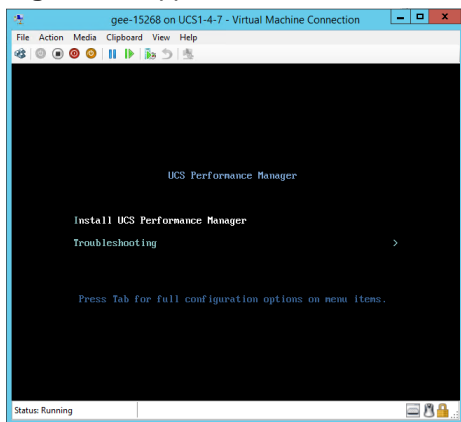 gee-15268 on UCS1-4-7 - Virtual Machine Connection
File Action Media Clipboard View Help
UCS Performance Manager
Install UCS Performance Manager
Troubleshooting >
Press Tab for full configuration options on menu items.
Status: Running